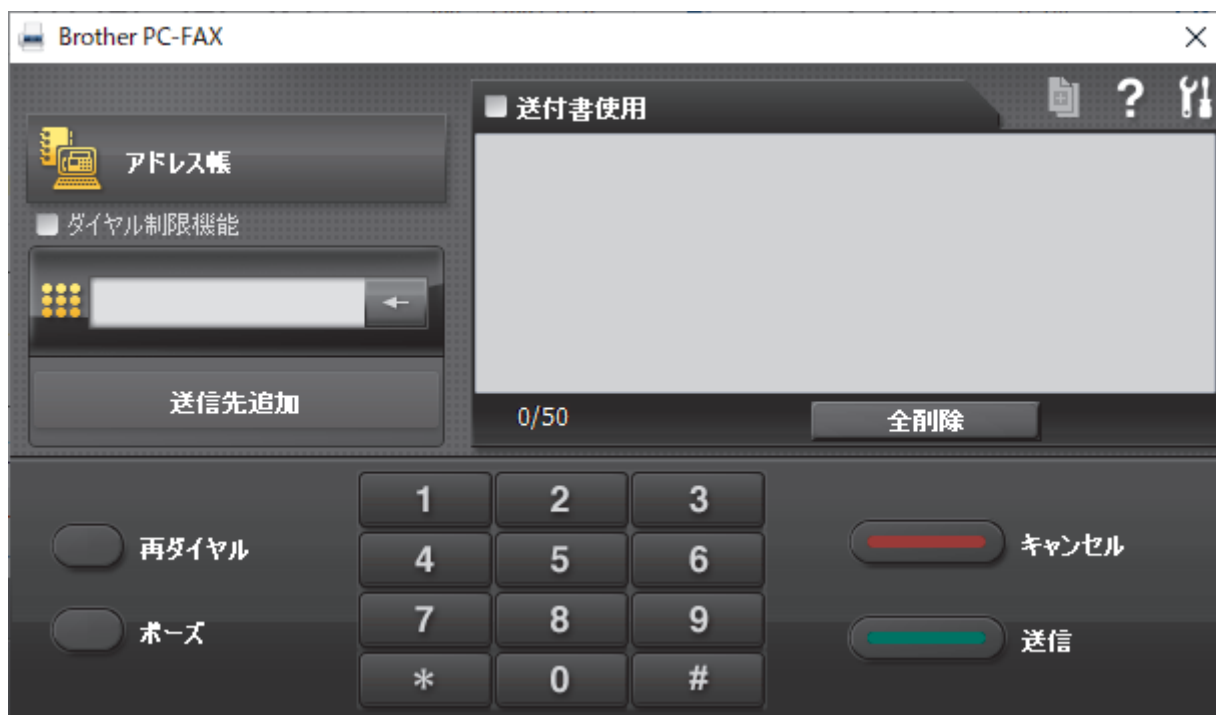 Brother PC-FAX
アドレス帳
ダイヤル制限機能
送信先追加
送付書使用
?
0/50
全削除
再ダイヤル
ポーズ
1 2 3
4 5 6
7 8 9
* 0 #
キャンセル
送信